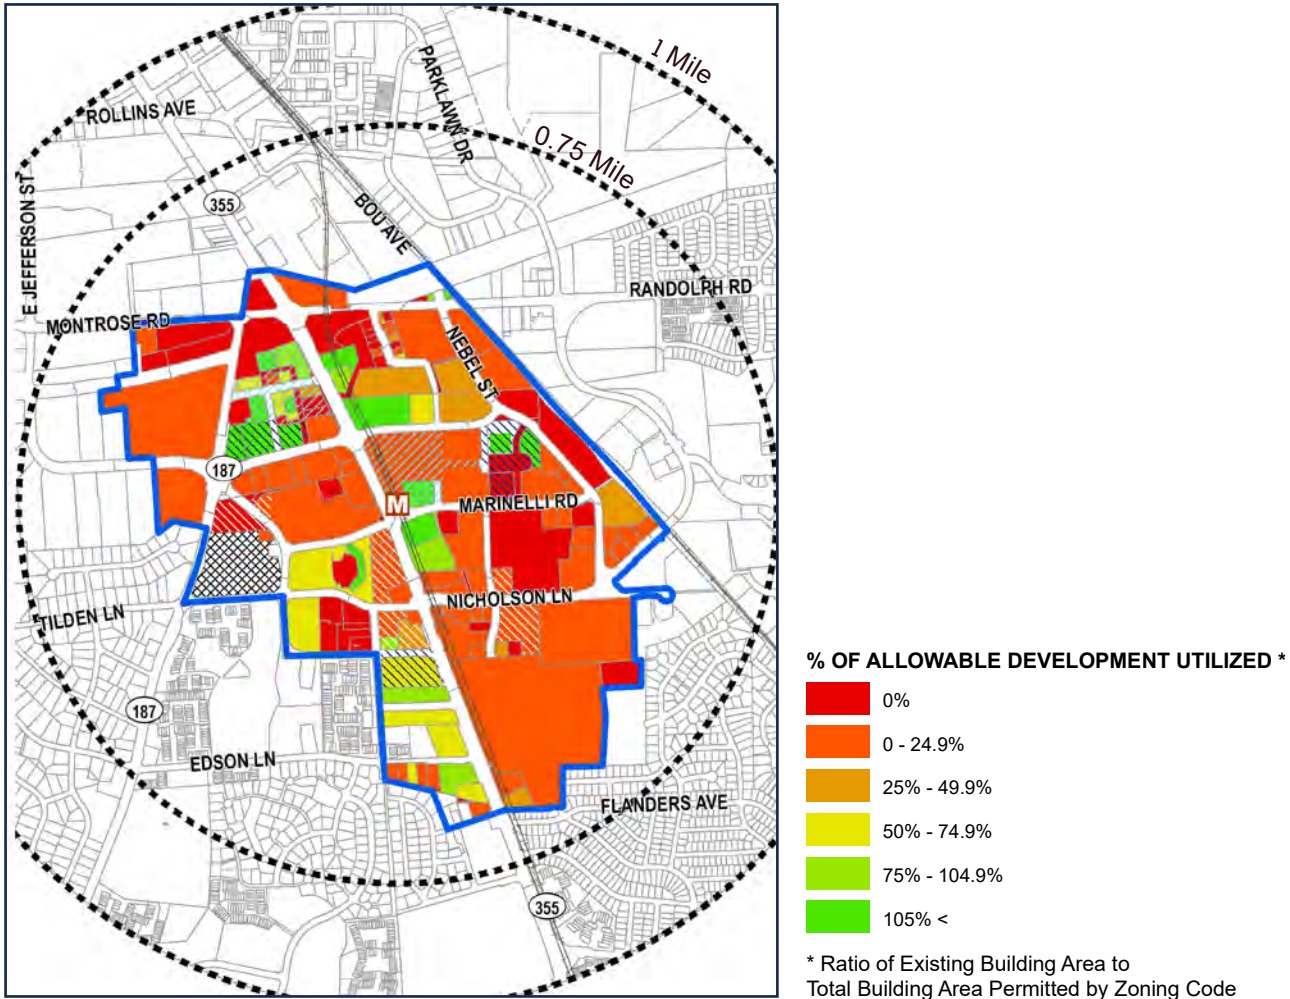 1 Mile
PARKLAWN DR
ROLLINS AVE
0.75 Mile
E JEFFERSON ST
355
BOU AVE
RANDOLPH RD
MONTROSE RD
NEBEL ST
187
M
MARINELLI RD
NICHOLSON LN
TILDEN LN
187
EDSON LN
FLANDERS AVE
355
% OF ALLOWABLE DEVELOPMENT UTILIZED *
0%
0 - 24.9%
25% - 49.9%
50% - 74.9%
75% - 104.9%
105% <
* Ratio of Existing Building Area to
Total Building Area Permitted by Zoning Code